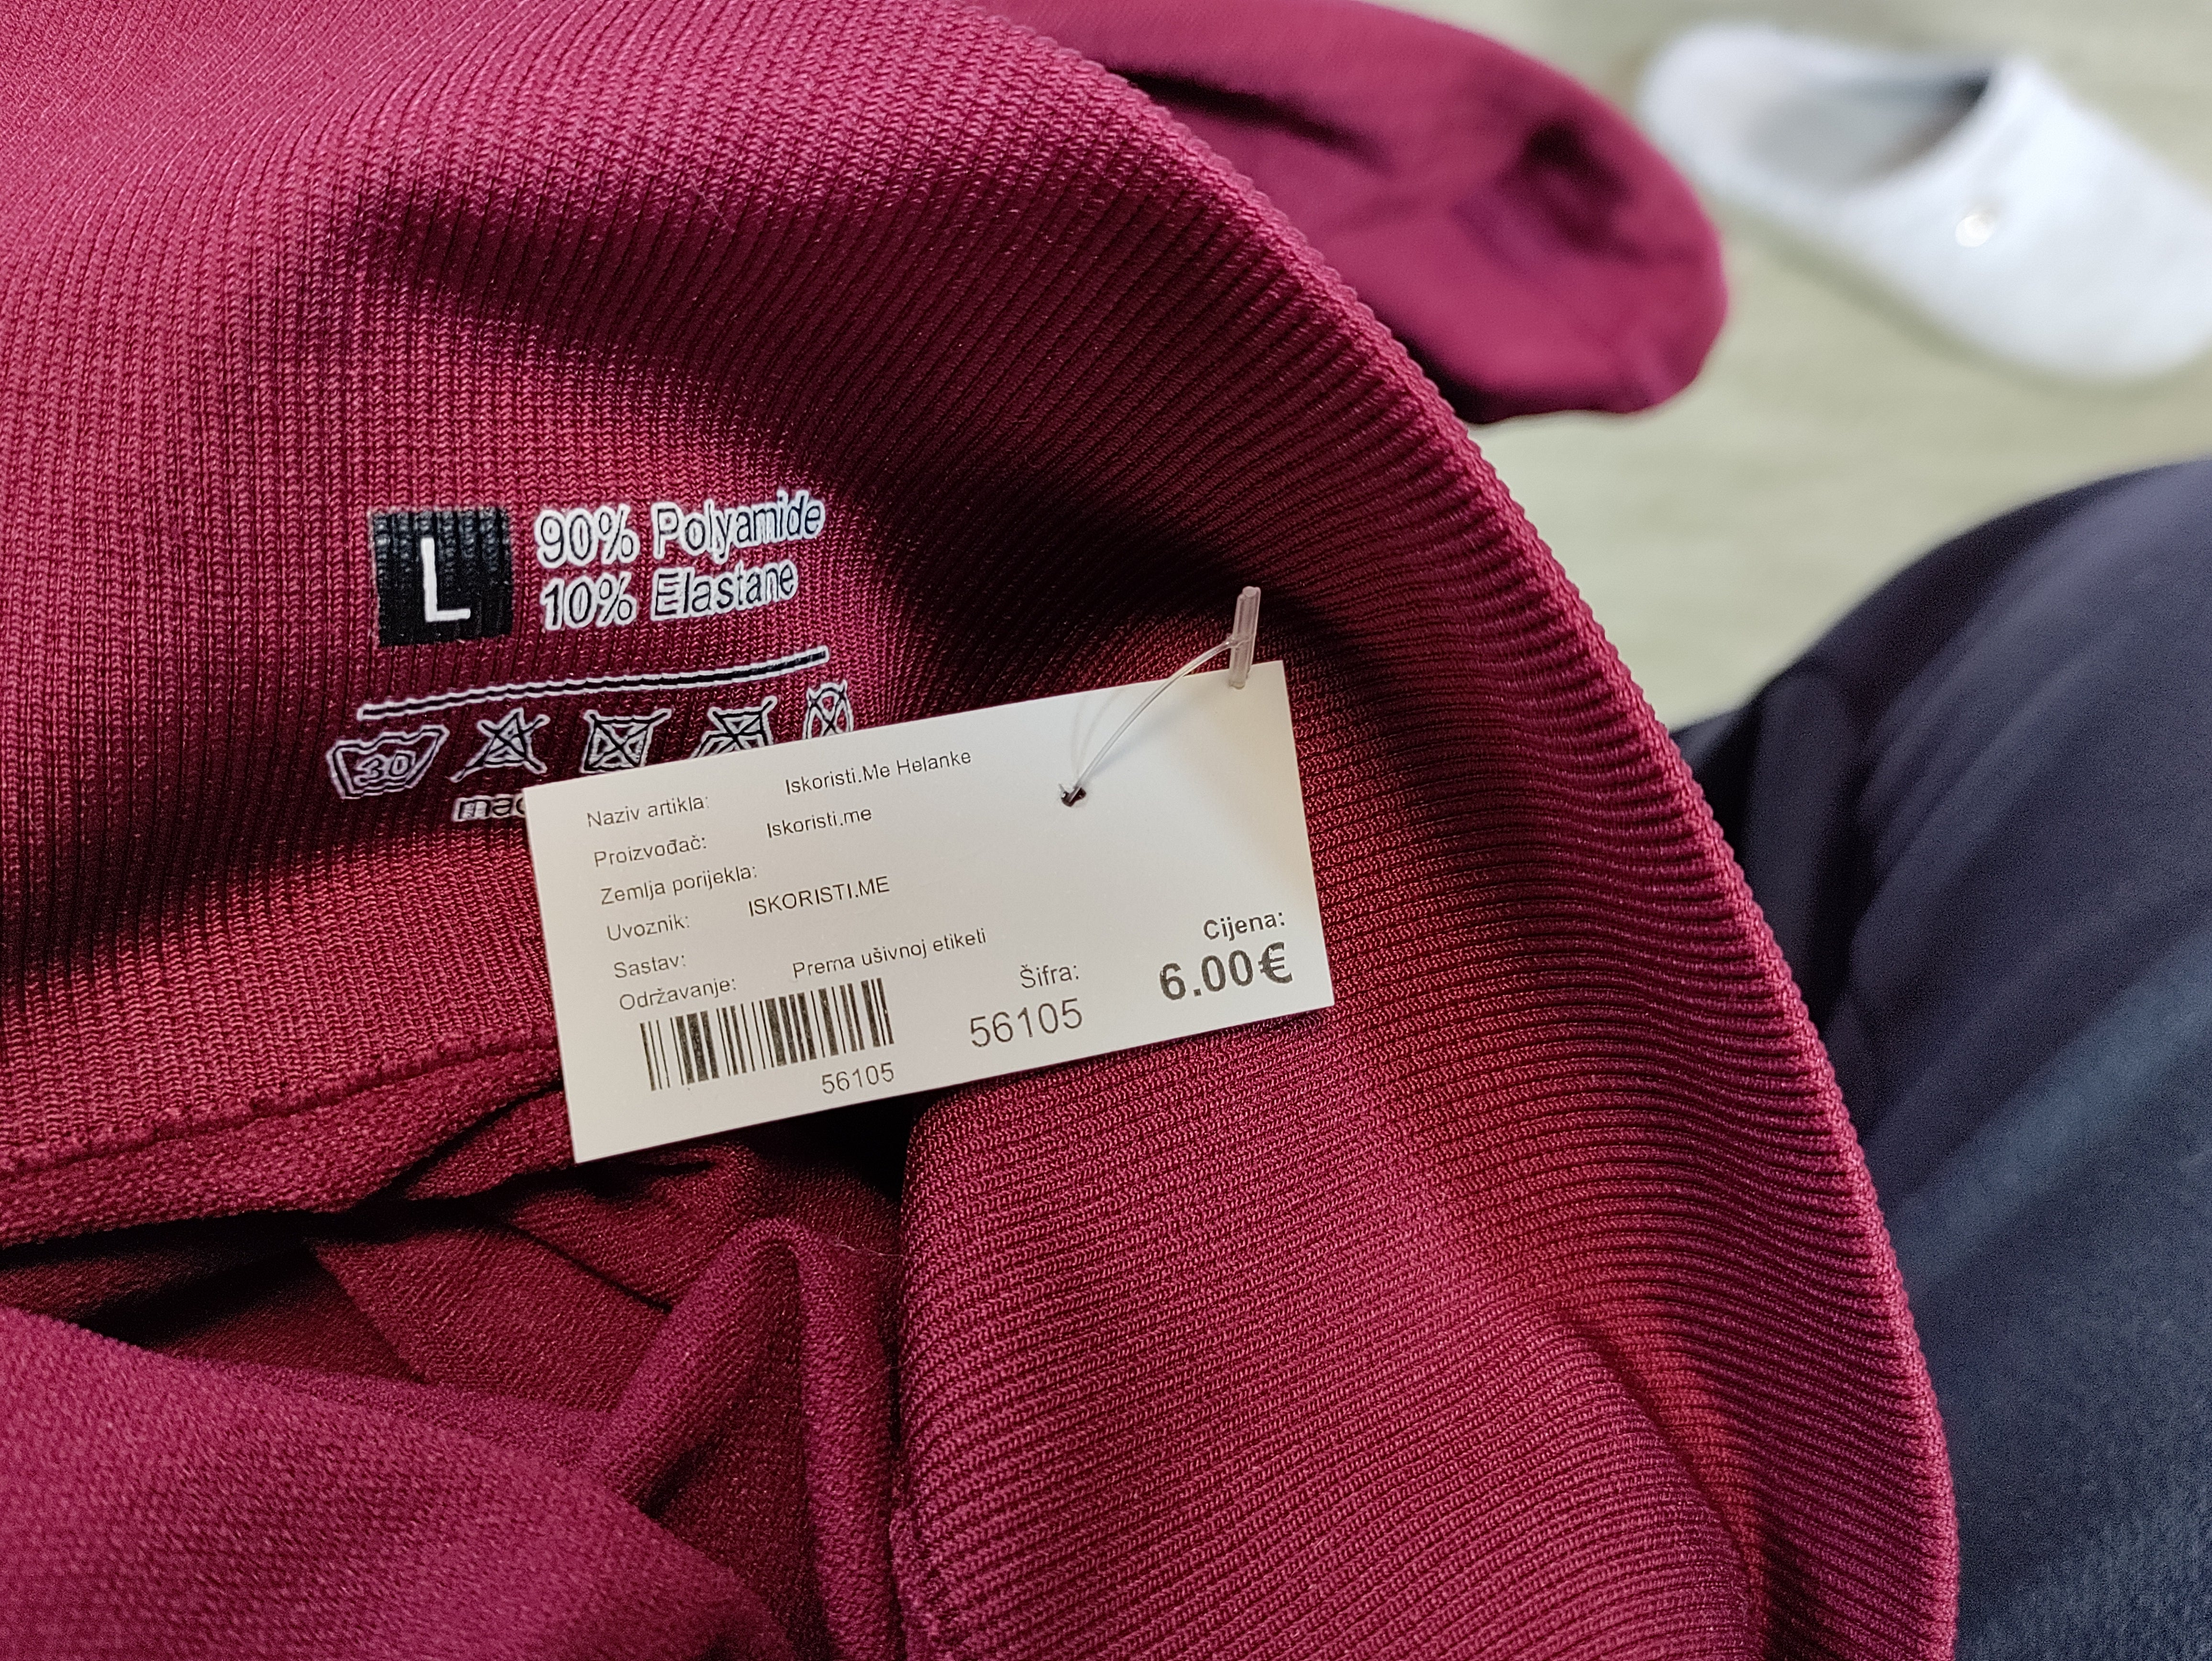 L
90% Polyamide
10% Elastane
30
Naziv artikla: Iskoristi.Me Helanke
Proizvođač: Iskoristi.me
Zemlja porijekla:
Uvoznik: ISKORISTI.ME
Sastav:
Održavanje: Prema ušivnoj etiketi
56105
Šifra:
56105
Cijena:
6.00€